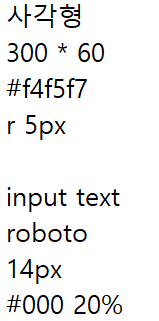 사각형
300 * 60
#f4f5f7
r 5px

input text
roboto
14px
#000 20%